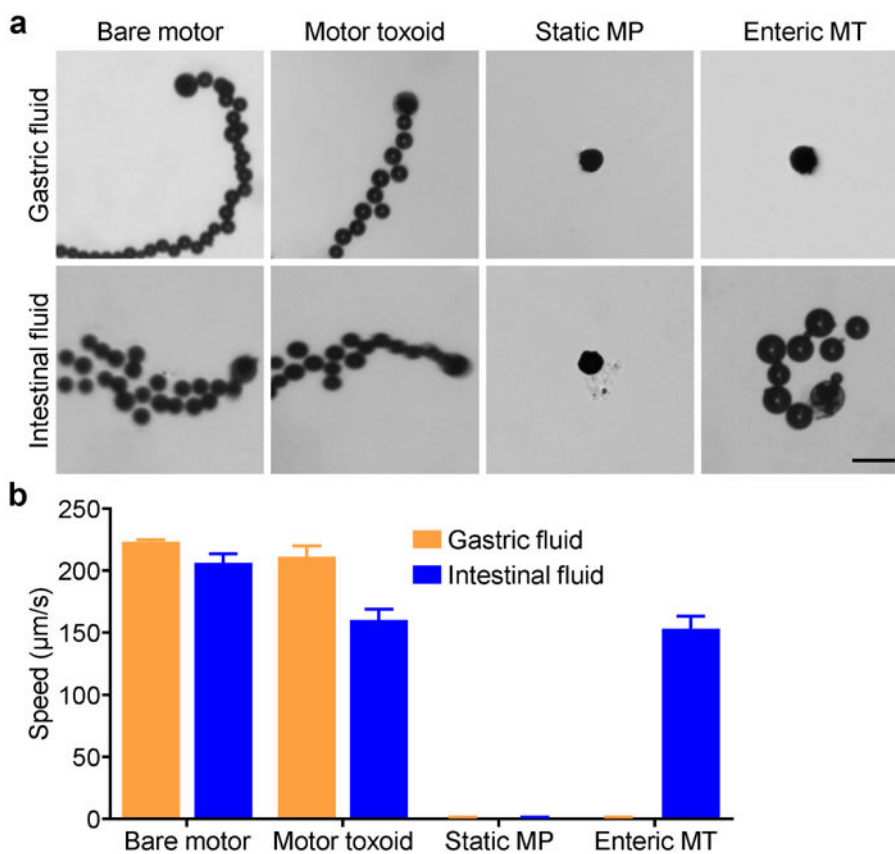 a
Bare motor Motor toxoid Static MP Enteric MT
Gastric fluid
Intestinal fluid
b
Speed (µm/s)
250
200
150
100
50
0
Gastric fluid
Intestinal fluid
Bare motor Motor toxoid Static MP Enteric MT